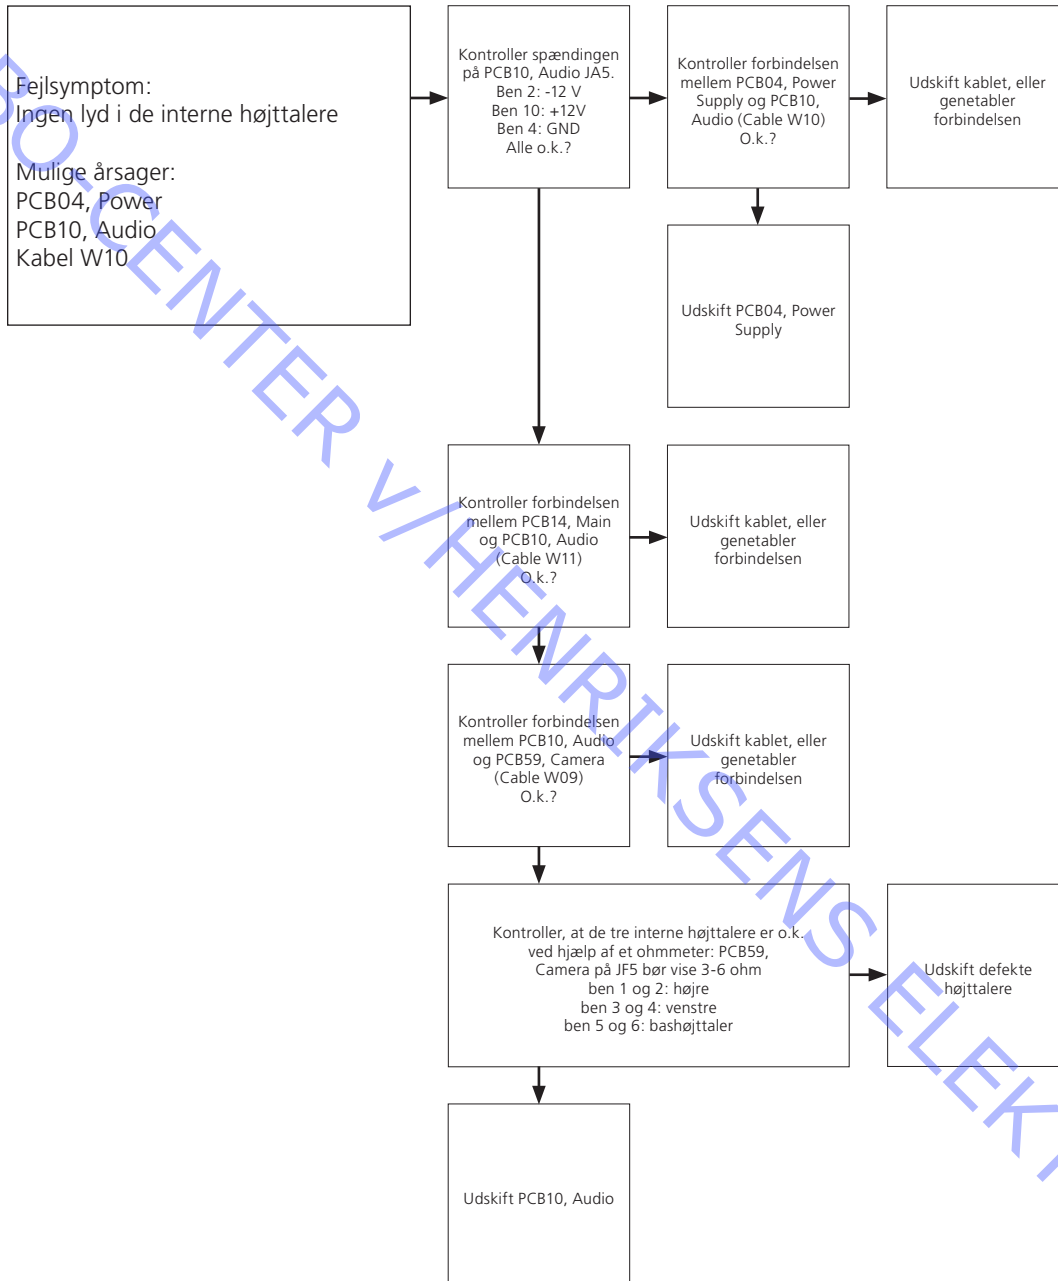 Fejlsymptom:
Ingen lyd i de interne højttalere
Mulige årsager:
PCB04, Power
PCB10, Audio
Kabel W10
Kontroller spændingen
på PCB10, Audio JA5.
Ben 2: -12 V
Ben 10: +12V
Ben 4: GND
Alle o.k.?
Kontroller forbindelsen
mellem PCB04, Power
Supply og PCB10,
Audio (Cable W10)
O.k.?
Udskift kablet, eller
genetabler
forbindelsen
Udskift PCB04, Power
Supply
Kontroller forbindelsen
mellem PCB14, Main
og PCB10, Audio
(Cable W11)
O.k.?
Udskift kablet, eller
genetabler
forbindelsen
Kontroller forbindelsen
mellem PCB10, Audio
og PCB59, Camera
(Cable W09)
O.k.?
Udskift kablet, eller
genetabler
forbindelsen
Kontroller, at de tre interne højttalere er o.k.
ved hjælp af et ohmmeter: PCB59,
Camera på JF5 bør vise 3-6 ohm
ben 1 og 2: højre
ben 3 og 4: venstre
ben 5 og 6: bashøjttaler
Udskift defekte
højttalere
Udskift PCB10, Audio
BO-CENTER v/HENRIKSENS ELEKT